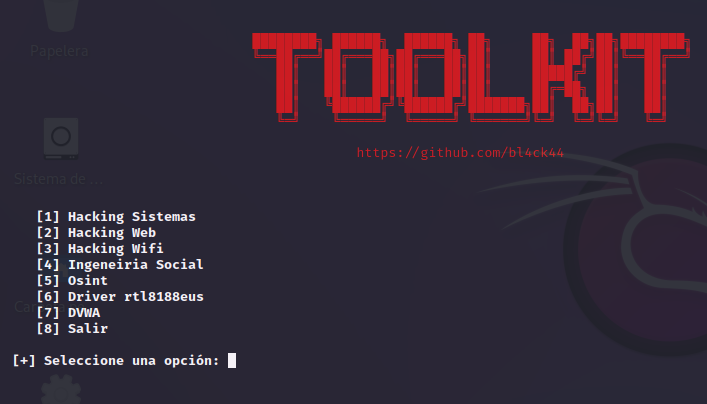 Papelera
TOOLKIT
https://github.com/bl4ck44
Sistema de ...
[1] Hacking Sistemas
[2] Hacking Web
[3] Hacking Wifi
[4] Ingeneiria Social
[5] Osint
[6] Driver rtl8188eus
[7] DVWA
[8] Salir
[+] Seleccione una opción: